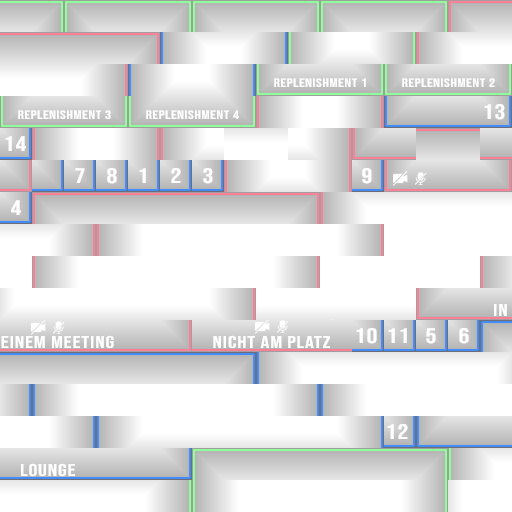 REPLENISHMENT 1
REPLENISHMENT 2
REPLENISHMENT 3
REPLENISHMENT 4
13
14
7 8 1 2 3
9
4
IN
EINEM MEETING
NICHT AM PLATZ
10 11 5 6
12
LOUNGE